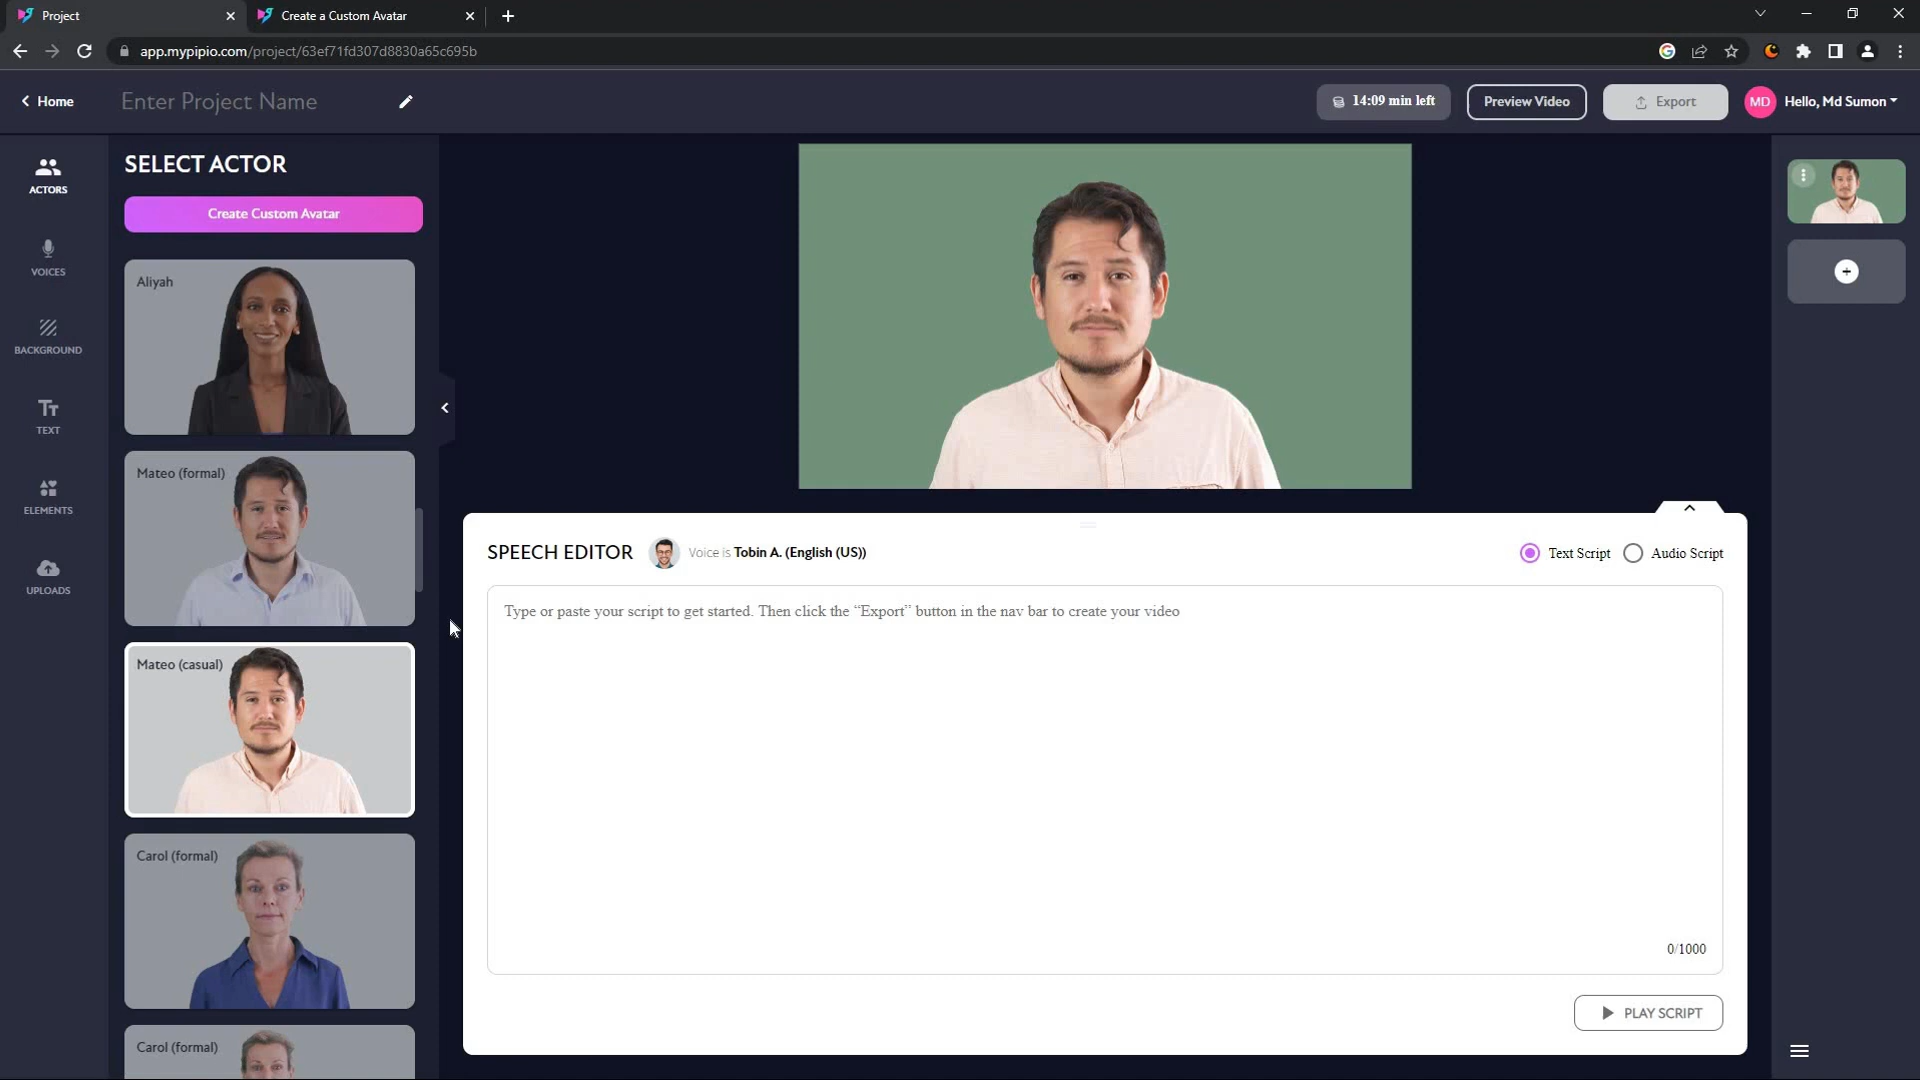 Project
Create a Custom Avatar
app.mypipio.com/project/63ef71fd307d8830a65c695b
Home
Enter Project Name
14:09 min left
Preview Video
Export
MD
Hello, Md Sumon
ACTORS
VOICES
BACKGROUND
Tт
TEXT
ELEMENTS
UPLOADS
SELECT ACTOR
Create Custom Avatar
Aliyah
Mateo (formal)
Mateo (casual)
Carol (formal)
Carol (formal)
SPEECH EDITOR
Voice is Tobin A. (English (US))
Text Script
Audio Script
Type or paste your script to get started. Then click the “Export” button in the nav bar to create your video
0/1000
PLAY SCRIPT